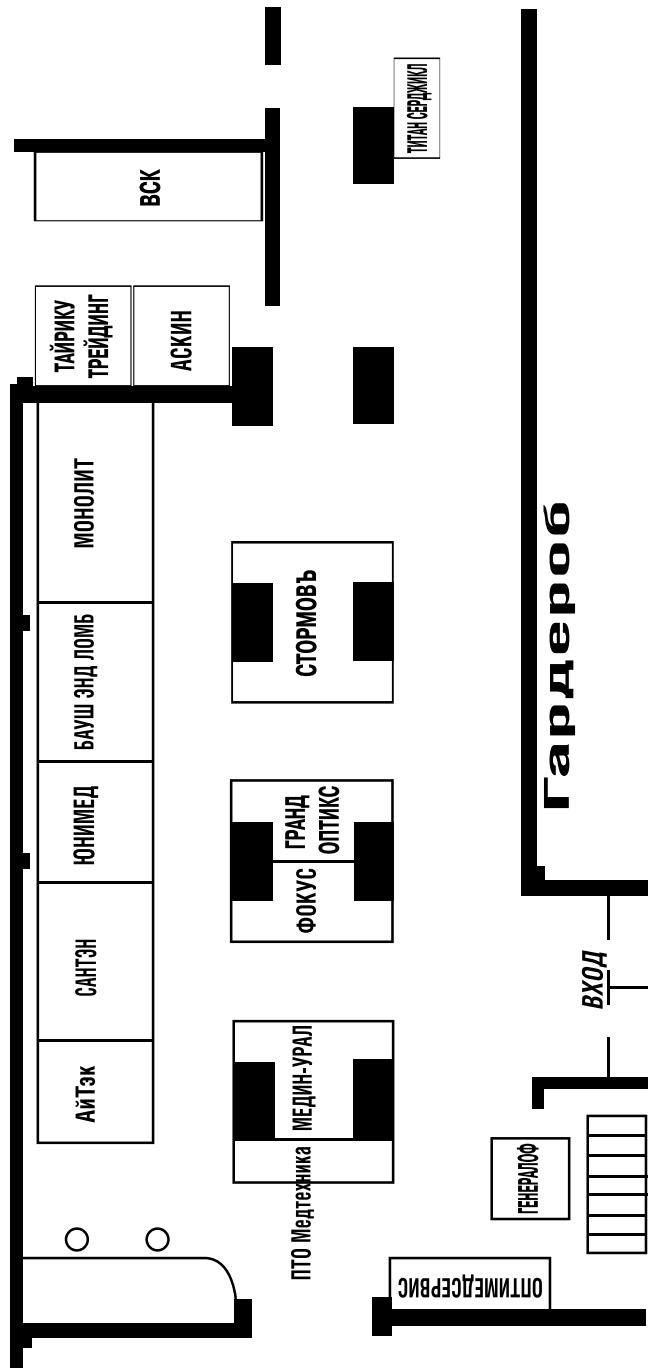 ТИТАН СЕРДЖИКЛ
ВСК
ТАЙРИКУ
ТРЕЙДИНГ
АСКИН
МОНОЛИТ
БАУШ ЭНД ЛОМБ
ЮНИМЕД
САНТЭН
АйТэк
СТОРМОВЪ
ГРАНД
ОПТИКС
ФОКУС
МЕДИН-УРАЛ
ПТО Медтехника
Гардероб
ВХОД
ГЕНЕРАЛОФ
ОПТИМЕДСЕРВИС